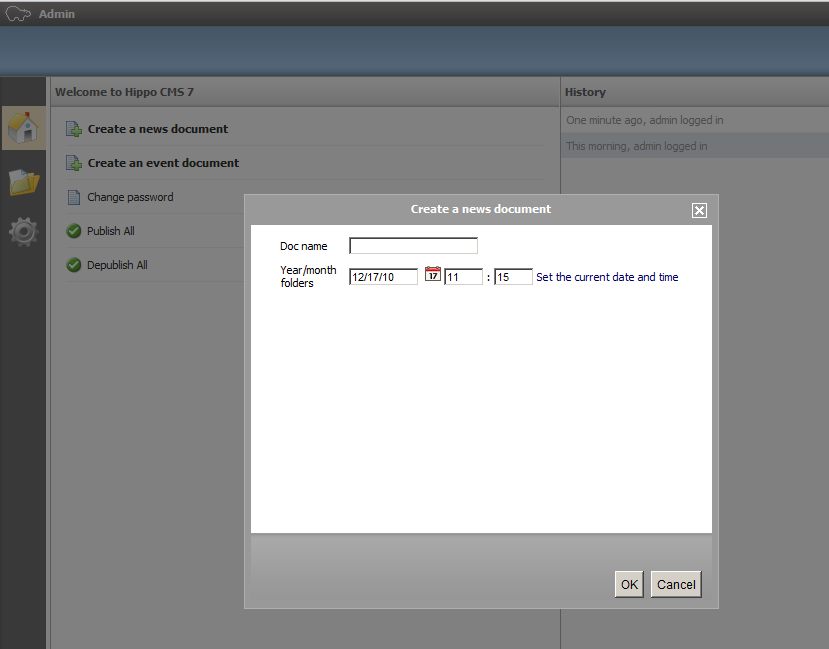 Admin
Welcome to Hippo CMS 7
Create a news document
Create an event document
Change password
Publish All
Depublish All
History
One minute ago, admin logged in
This morning, admin logged in
Create a news document
Doc name
Year/month
folders
12/17/10 17 11 : 15 Set the current date and time
OK Cancel